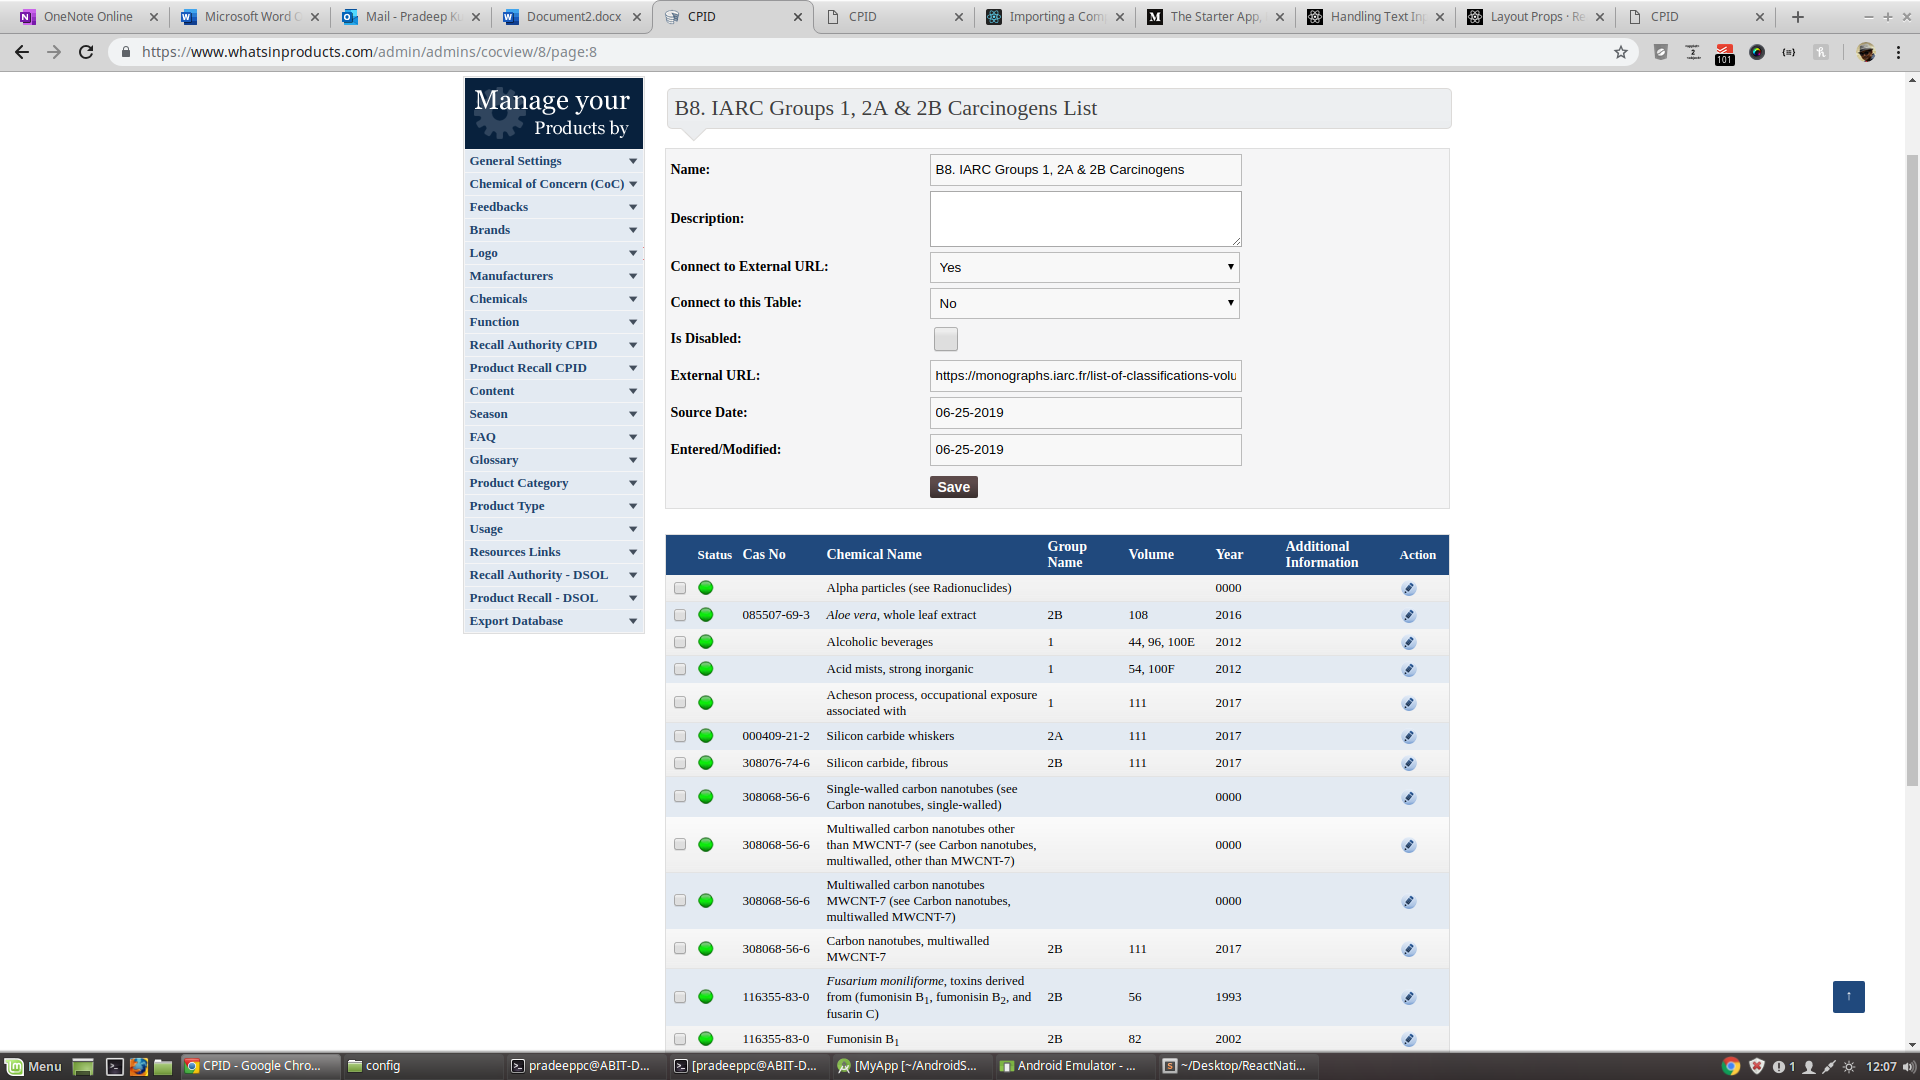 OneNote Online
Microsoft Word O
Mail - Pradeep Ku
Document2.docx
CPID
CPID
Importing a Com
The Starter App,
Handling Text In
Layout Props · Re
CPID
https://www.whatsinproducts.com/admin/admins/cocview/8/page:8
101
Manage your
Products by
General Settings
Chemical of Concern (CoC)
Feedbacks
Brands
Logo
Manufacturers
Chemicals
Function
Recall Authority CPID
Product Recall CPID
Content
Season
FAQ
Glossary
Product Category
Product Type
Usage
Resources Links
Recall Authority - DSOL
Product Recall - DSOL
Export Database
B8. IARC Groups 1, 2A & 2B Carcinogens List
Name: B8. IARC Groups 1, 2A & 2B Carcinogens
Description:
Connect to External URL: Yes
Connect to this Table: No
Is Disabled:
External URL: https://monographs.iarc.fr/list-of-classifications-volu
Source Date: 06-25-2019
Entered/Modified: 06-25-2019
Save
Status Cas No Chemical Name Group Name Volume Year Additional Information Action
Alpha particles (see Radionuclides) 0000
085507-69-3 Aloe vera, whole leaf extract 2B 108 2016
Alcoholic beverages 1 44, 96, 100E 2012
Acid mists, strong inorganic 1 54, 100F 2012
Acheson process, occupational exposure
associated with 1 111 2017
000409-21-2 Silicon carbide whiskers 2A 111 2017
308076-74-6 Silicon carbide, fibrous 2B 111 2017
308068-56-6 Single-walled carbon nanotubes (see
Carbon nanotubes, single-walled) 0000
308068-56-6 Multiwalled carbon nanotubes other
than MWCNT-7 (see Carbon nanotubes,
multiwalled, other than MWCNT-7) 0000
308068-56-6 Multiwalled carbon nanotubes
MWCNT-7 (see Carbon nanotubes,
multiwalled MWCNT-7) 0000
308068-56-6 Carbon nanotubes, multiwalled
MWCNT-7 2B 111 2017
116355-83-0 Fusarium moniliforme, toxins derived
from (fumonisin B1, fumonisin B2, and
fusarin C) 2B 56 1993
116355-83-0 Fumonisin B1 2B 82 2002
↑
Menu
CPID - Google Chro...
config
pradeeppc@ABIT-D...
[pradeeppc@ABIT-D...
[MyApp [~/AndroidS...
Android Emulator - ...
~/Desktop/ReactNati...
1
12:07